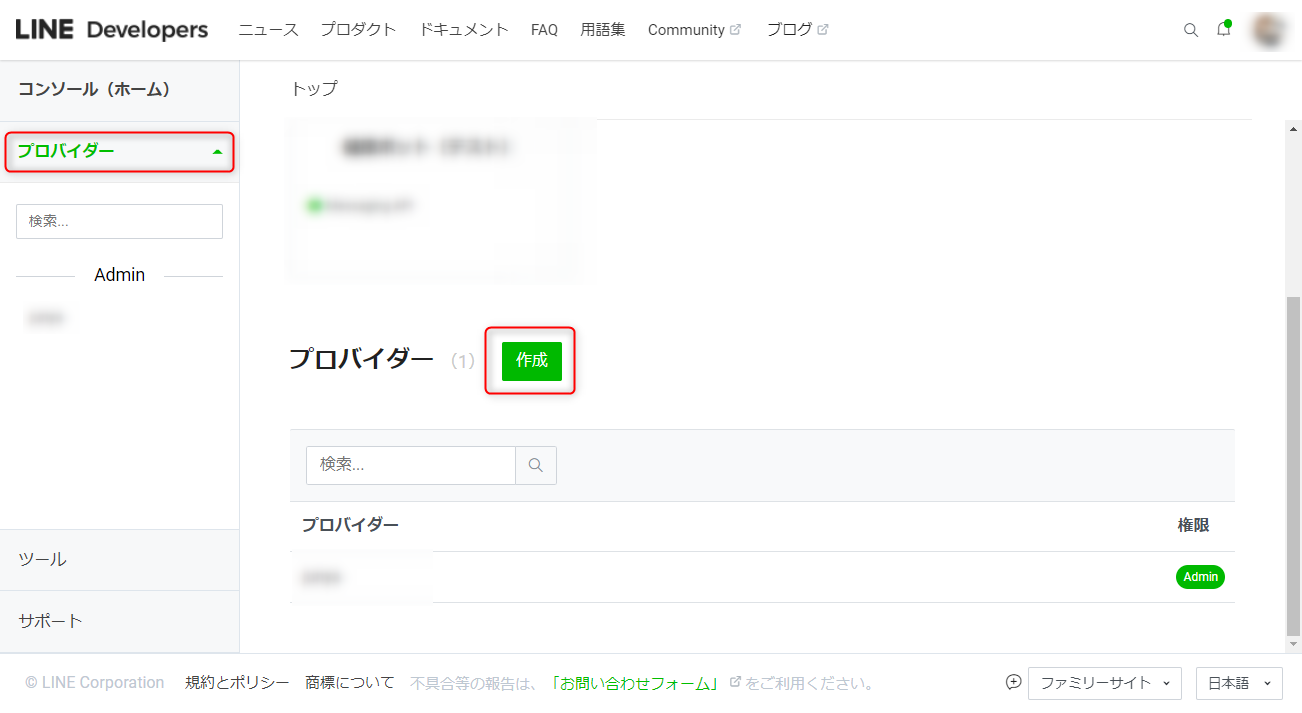 LINE Developers ニュース プロダクト ドキュメント FAQ 用語集 Community ブログ
コンソール（ホーム）
プロバイダー
検索...
Admin
ツール
サポート
トップ
プロバイダー （1） 作成
検索...
プロバイダー 権限
Admin
© LINE Corporation 規約とポリシー 商標について 不具合等の報告は、「お問い合わせフォーム」 をご利用ください。 ファミリーサイト 日本語